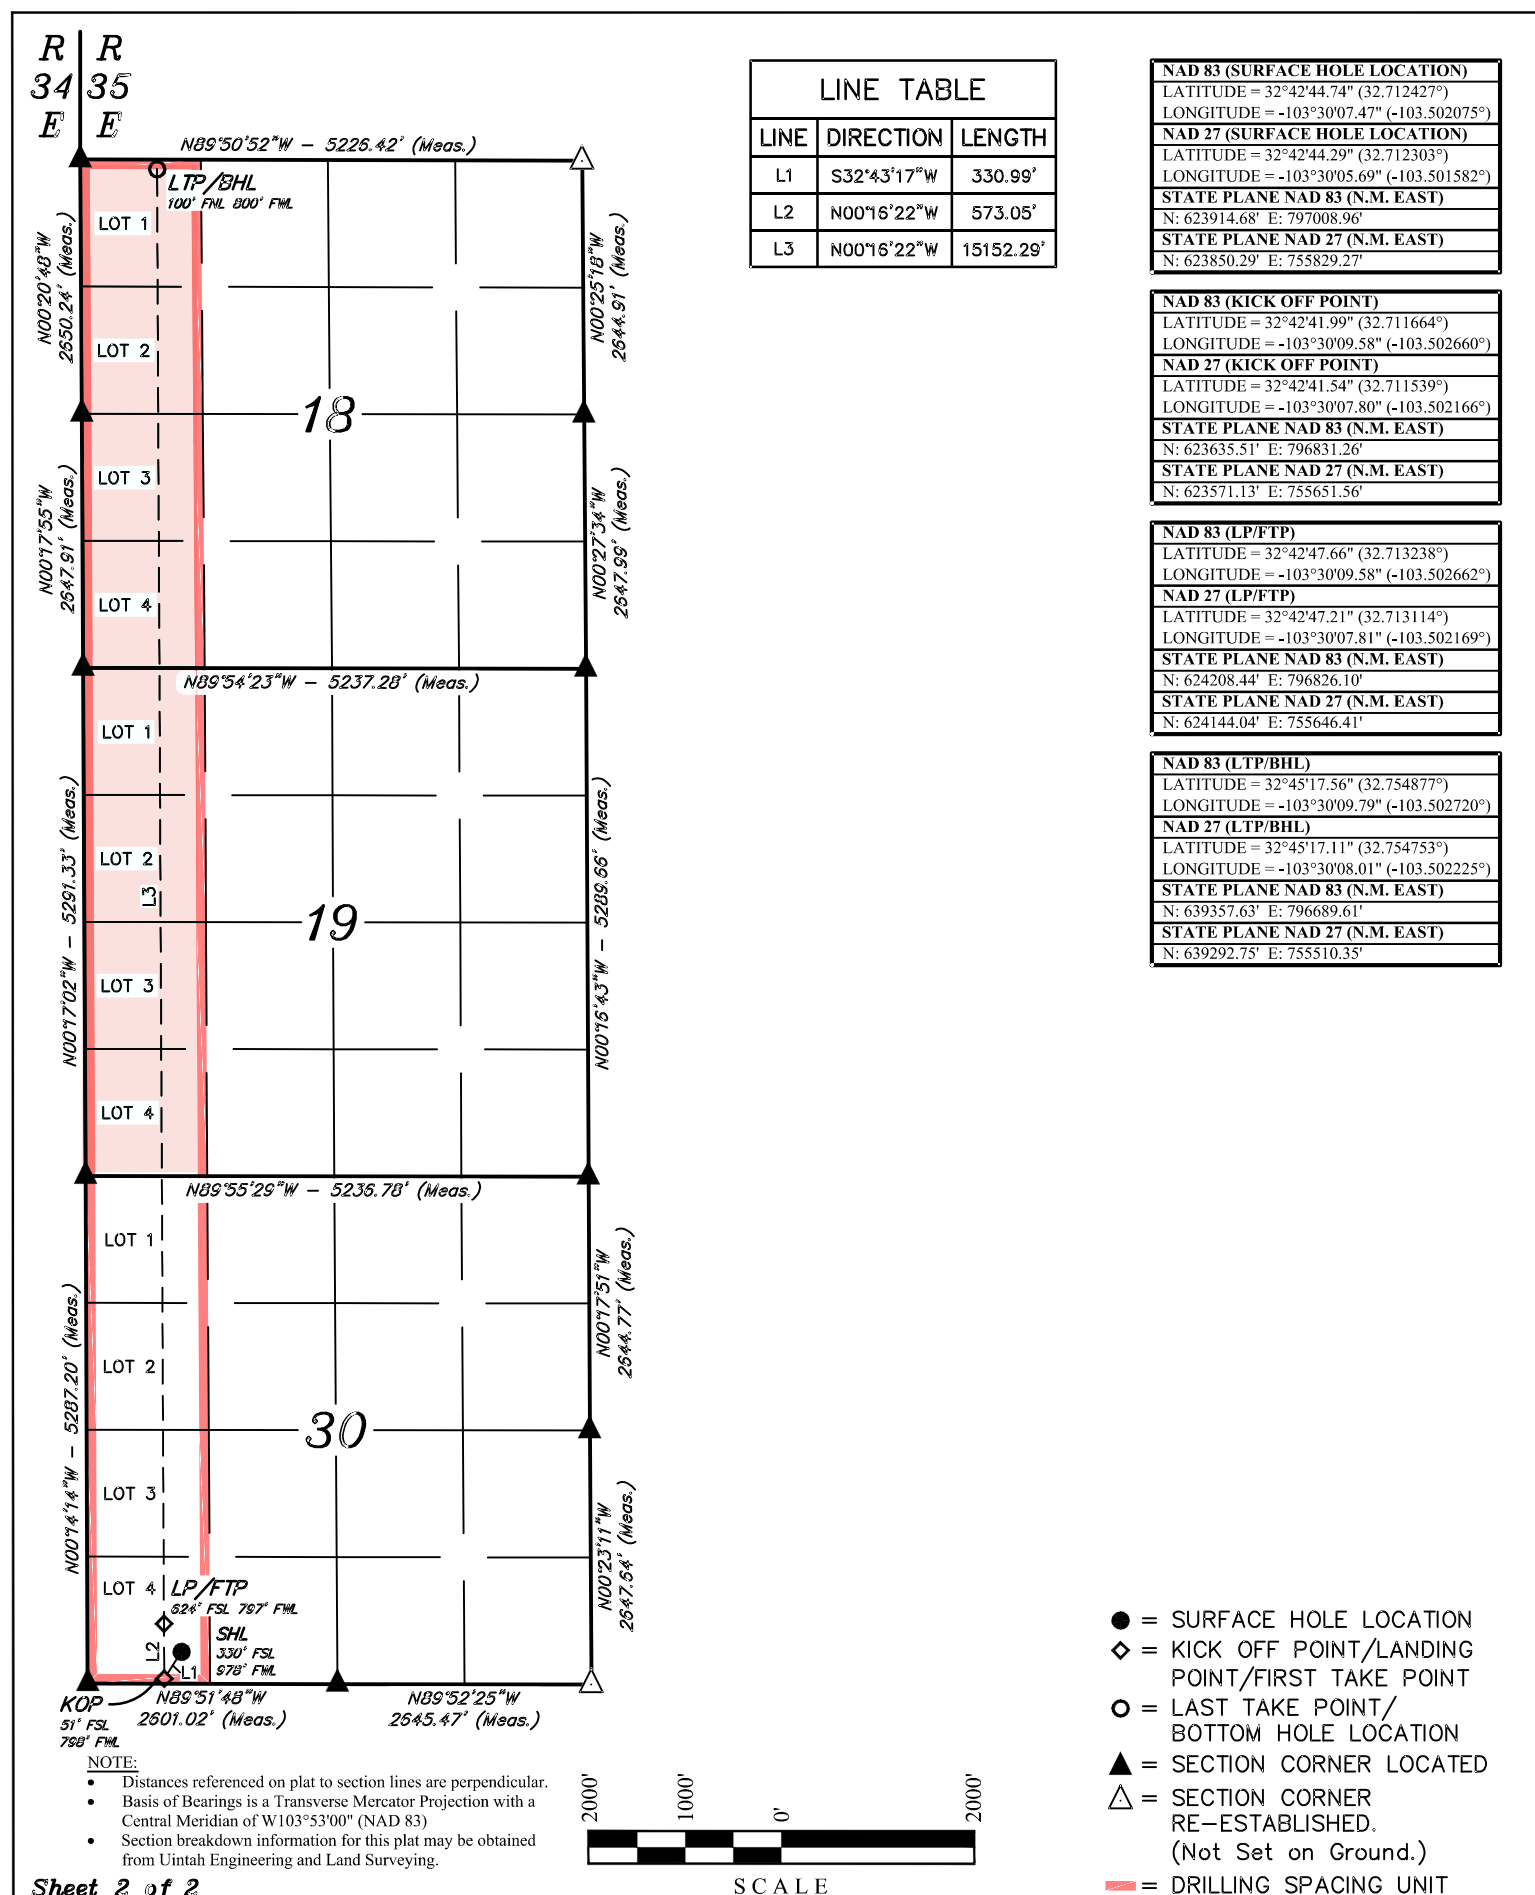 R R
34 35
E E
N89°50'52"W – 5226.42' (Meas.)
LTP/BHL
100' FNL 800' FWL
LOT 1
N00°20'48"W
2650.24' (Meas.)
N00°25'18"W
2644.91' (Meas.)
LOT 2
18
LOT 3
N00°17'55"W
2647.91' (Meas.)
N00°27'34"W
2647.99' (Meas.)
LOT 4
N89°54'23"W – 5237.28' (Meas.)
LOT 1
LOT 2
L3
N00°17'02"W – 5291.33' (Meas.)
19
N00°16'43"W – 5289.66' (Meas.)
LOT 3
LOT 4
N89°55'29"W – 5236.78' (Meas.)
LOT 1
N00°17'51"W
2644.77' (Meas.)
LOT 2
N00°14'14"W – 5287.20' (Meas.)
30
LOT 3
N00°23'11"W
2647.54' (Meas.)
LOT 4
LP/FTP
624' FSL 797' FWL
L2
SHL
330' FSL
978' FWL
L1
KOP
51' FSL
798' FWL
N89°51'48"W
2601.02' (Meas.)
N89°52'25"W
2645.47' (Meas.)
LINE TABLE
LINE DIRECTION LENGTH
L1 S32°43'17"W 330.99'
L2 N00°16'22"W 573.05'
L3 N00°16'22"W 15152.29'
NAD 83 (SURFACE HOLE LOCATION)
LATITUDE = 32°42'44.74" (32.712427°)
LONGITUDE = -103°30'07.47" (-103.502075°)
NAD 27 (SURFACE HOLE LOCATION)
LATITUDE = 32°42'44.29" (32.712303°)
LONGITUDE = -103°30'05.69" (-103.501582°)
STATE PLANE NAD 83 (N.M. EAST)
N: 623914.68' E: 797008.96'
STATE PLANE NAD 27 (N.M. EAST)
N: 623850.29' E: 755829.27'
NAD 83 (KICK OFF POINT)
LATITUDE = 32°42'41.99" (32.711664°)
LONGITUDE = -103°30'09.58" (-103.502660°)
NAD 27 (KICK OFF POINT)
LATITUDE = 32°42'41.54" (32.711539°)
LONGITUDE = -103°30'07.80" (-103.502166°)
STATE PLANE NAD 83 (N.M. EAST)
N: 623635.51' E: 796831.26'
STATE PLANE NAD 27 (N.M. EAST)
N: 623571.13' E: 755651.56'
NAD 83 (LP/FTP)
LATITUDE = 32°42'47.66" (32.713238°)
LONGITUDE = -103°30'09.58" (-103.502662°)
NAD 27 (LP/FTP)
LATITUDE = 32°42'47.21" (32.713114°)
LONGITUDE = -103°30'07.81" (-103.502169°)
STATE PLANE NAD 83 (N.M. EAST)
N: 624208.44' E: 796826.10'
STATE PLANE NAD 27 (N.M. EAST)
N: 624144.04' E: 755646.41'
NAD 83 (LTP/BHL)
LATITUDE = 32°45'17.56" (32.754877°)
LONGITUDE = -103°30'09.79" (-103.502720°)
NAD 27 (LTP/BHL)
LATITUDE = 32°45'17.11" (32.754753°)
LONGITUDE = -103°30'08.01" (-103.502225°)
STATE PLANE NAD 83 (N.M. EAST)
N: 639357.63' E: 796689.61'
STATE PLANE NAD 27 (N.M. EAST)
N: 639292.75' E: 755510.35'
= SURFACE HOLE LOCATION
= KICK OFF POINT/LANDING
POINT/FIRST TAKE POINT
= LAST TAKE POINT/
BOTTOM HOLE LOCATION
= SECTION CORNER LOCATED
= SECTION CORNER
RE-ESTABLISHED.
(Not Set on Ground.)
= DRILLING SPACING UNIT
NOTE:
• Distances referenced on plat to section lines are perpendicular.
• Basis of Bearings is a Transverse Mercator Projection with a
Central Meridian of W103°53'00" (NAD 83)
• Section breakdown information for this plat may be obtained
from Uintah Engineering and Land Surveying.
2000' 1000' 0' 2000'
SCALE
Sheet 2 of 2